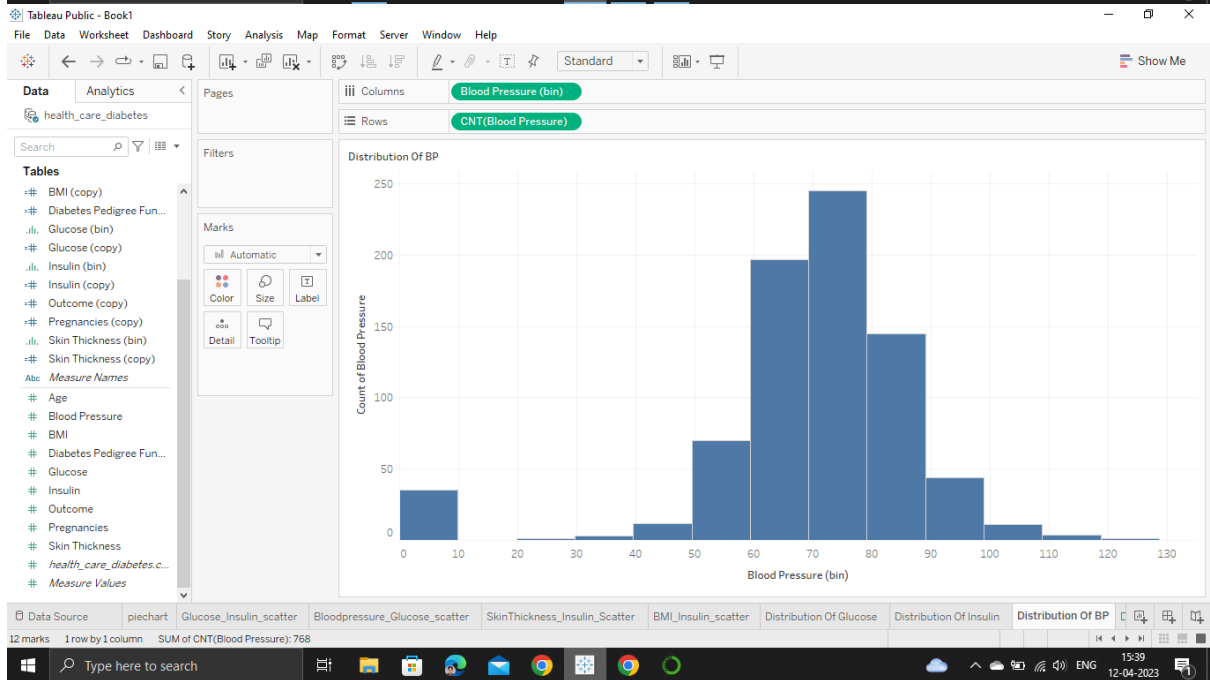 Tableau Public - Book1
File Data Worksheet Dashboard Story Analysis Map Format Server Window Help
Standard
Show Me
Data Analytics
health_care_diabetes
Search
Tables
BMI (copy)
Diabetes Pedigree Fun...
Glucose (bin)
Glucose (copy)
Insulin (bin)
Insulin (copy)
Outcome (copy)
Pregnancies (copy)
Skin Thickness (bin)
Skin Thickness (copy)
Abc Measure Names
Age
Blood Pressure
BMI
Diabetes Pedigree Fun...
Glucose
Insulin
Outcome
Pregnancies
Skin Thickness
health_care_diabetes.c...
Measure Values
Pages
Filters
Marks
Automatic
Color Size Label
Detail Tooltip
Columns Blood Pressure (bin)
Rows CNT(Blood Pressure)
Distribution Of BP
Count of Blood Pressure
250
200
150
100
50
0
0 10 20 30 40 50 60 70 80 90 100 110 120 130
Blood Pressure (bin)
Data Source piechart Glucose_Insulin_scatter Bloodpressure_Glucose_scatter SkinThickness_Insulin_Scatter BMI_Insulin_scatter Distribution Of Glucose Distribution Of Insulin Distribution Of BP
12 marks 1 row by 1 column SUM of CNT(Blood Pressure): 768
Type here to search
ENG
15:39
12-04-2023
1